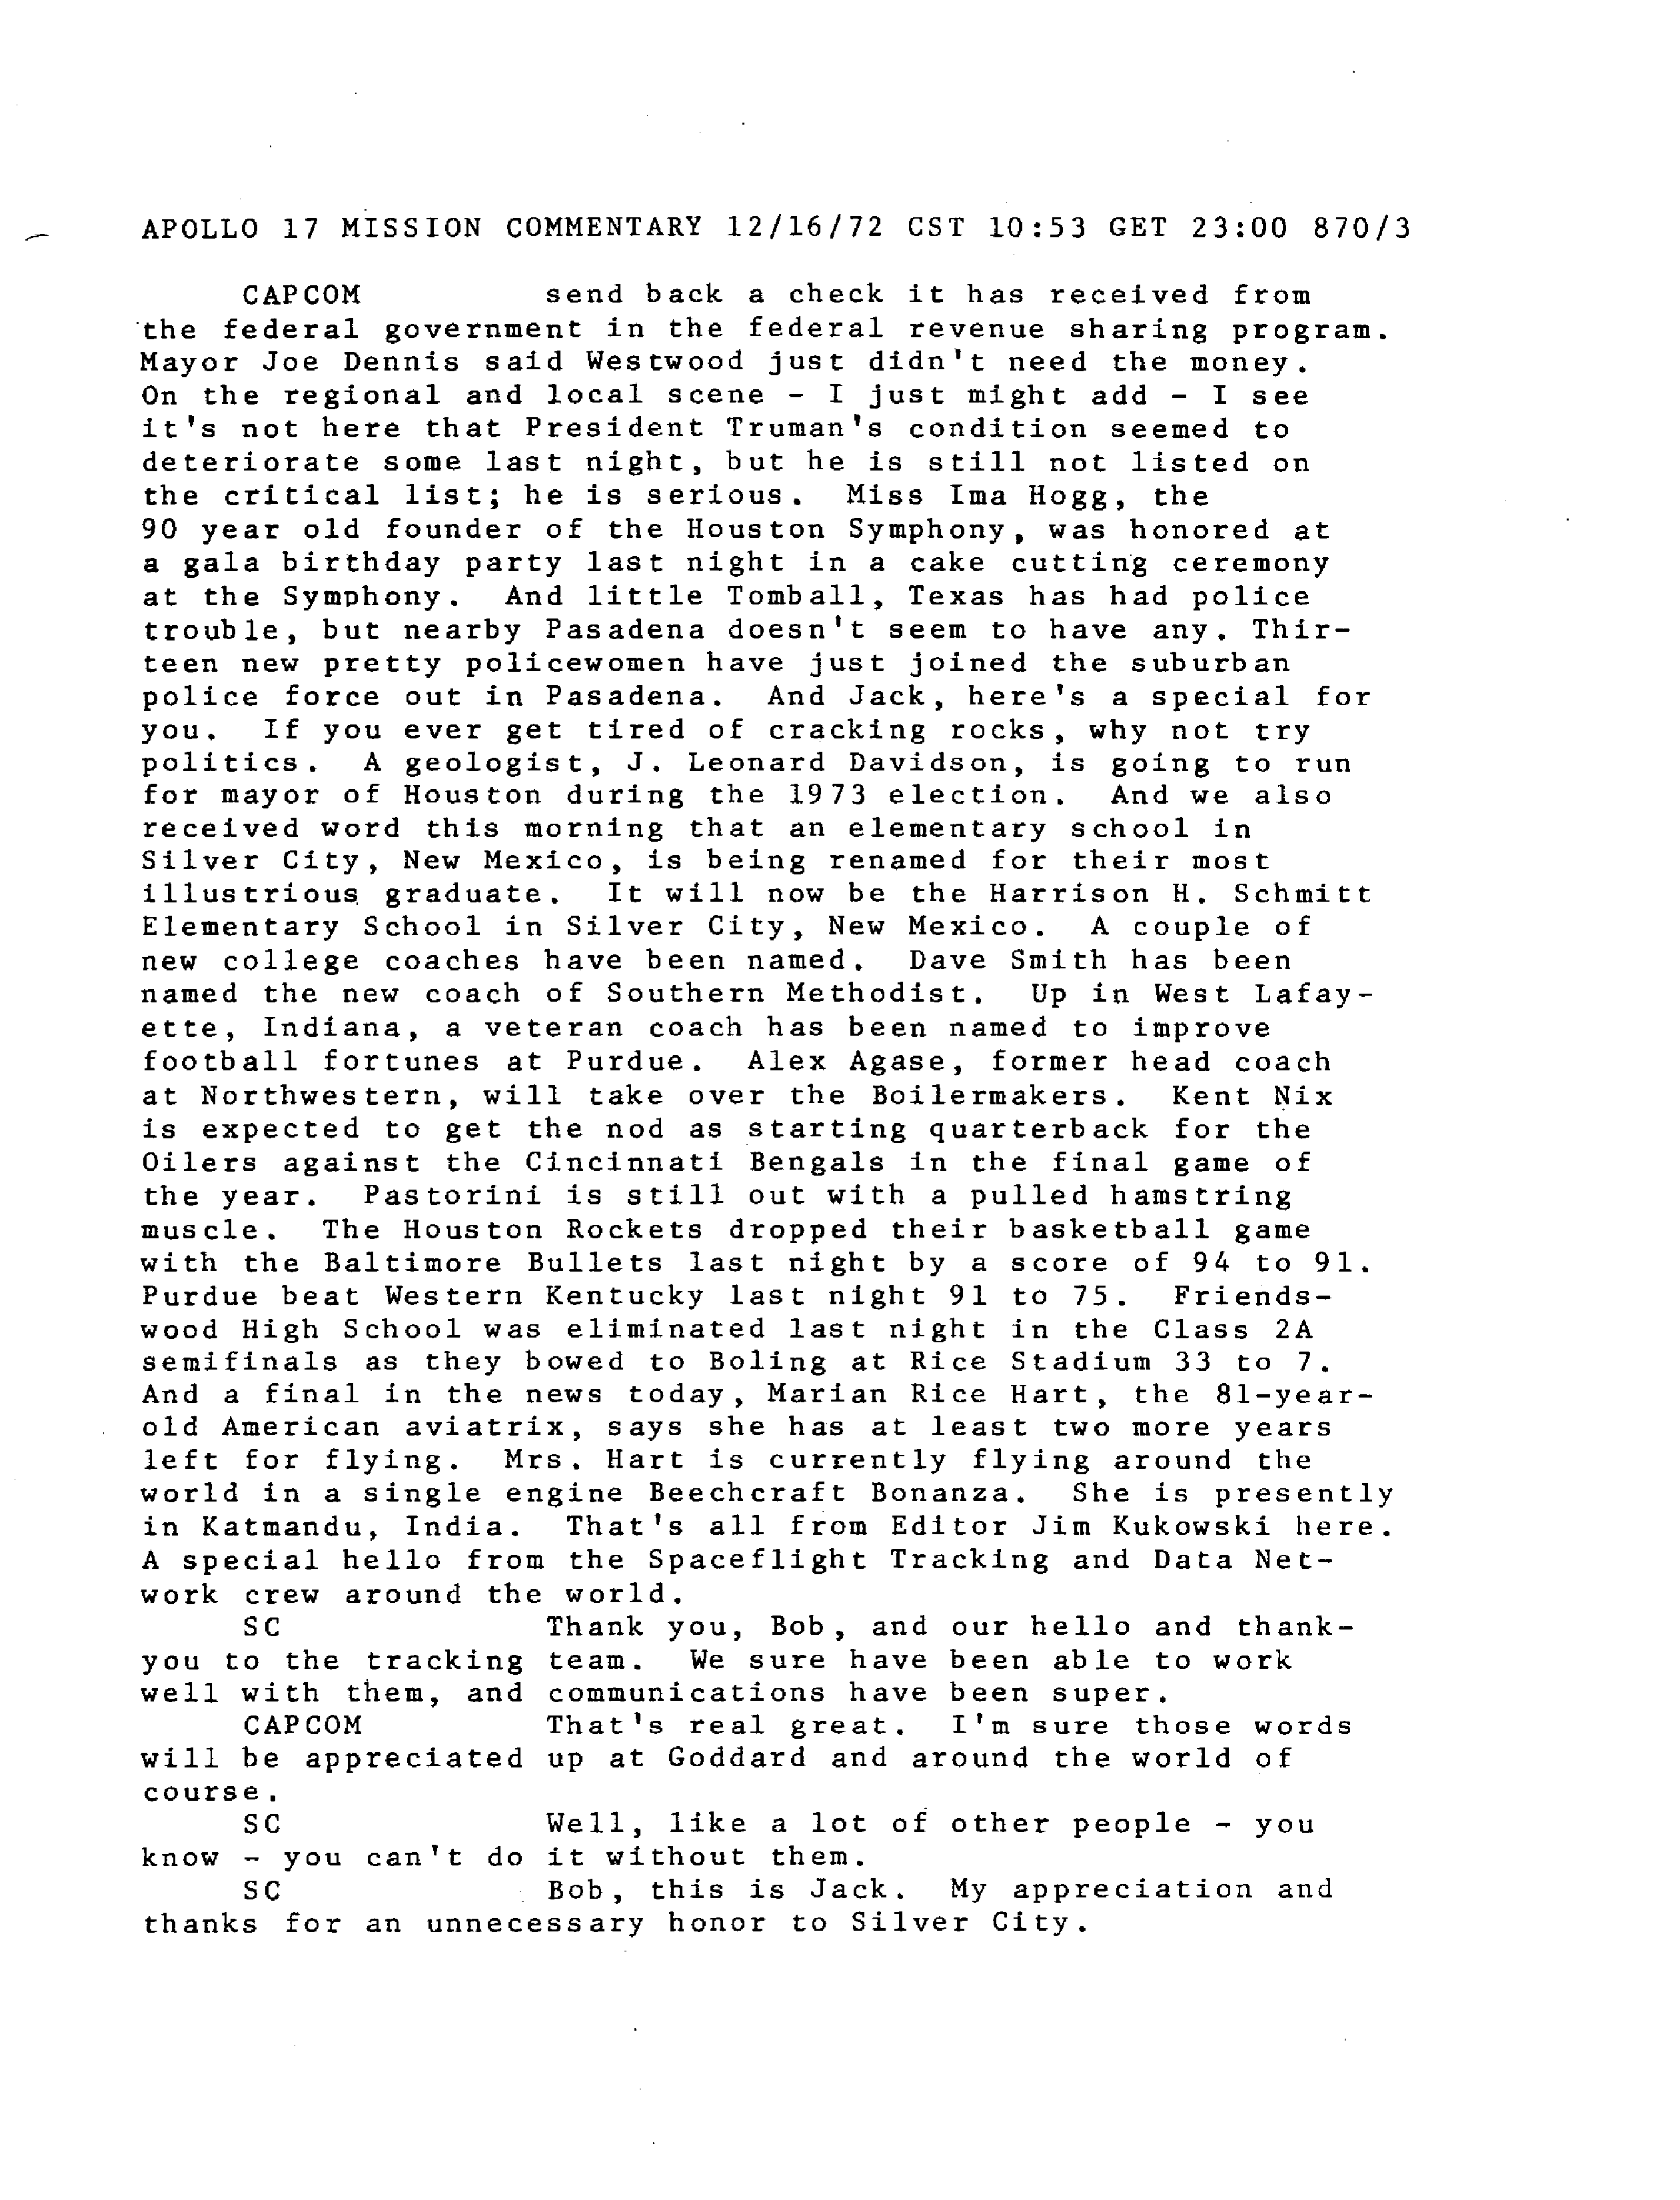 APOLLO 17 MISSION COMMENTARY 12/16/72 CST 10:53 GET 23:00 870/3
CAPCOM send back a check it has received from
the federal government in the federal revenue sharing program.
Mayor Joe Dennis said Westwood just didn't need the money.
On the regional and local scene - I just might add - I see
it's not here that President Truman's condition seemed to
deteriorate some last night, but he is still not listed on
the critical list; he is serious. Miss Ima Hogg, the
90 year old founder of the Houston Symphony, was honored at
a gala birthday party last night in a cake cutting ceremony
at the Symphony. And little Tomball, Texas has had police
trouble, but nearby Pasadena doesn't seem to have any. Thir-
teen new pretty policewomen have just joined the suburban
police force out in Pasadena. And Jack, here's a special for
you. If you ever get tired of cracking rocks, why not try
politics. A geologist, J. Leonard Davidson, is going to run
for mayor of Houston during the 1973 election. And we also
received word this morning that an elementary school in
Silver City, New Mexico, is being renamed for their most
illustrious graduate. It will now be the Harrison H. Schmitt
Elementary School in Silver City, New Mexico. A couple of
new college coaches have been named. Dave Smith has been
named the new coach of Southern Methodist. Up in West Lafay-
ette, Indiana, a veteran coach has been named to improve
football fortunes at Purdue. Alex Agase, former head coach
at Northwestern, will take over the Boilermakers. Kent Nix
is expected to get the nod as starting quarterback for the
Oilers against the Cincinnati Bengals in the final game of
the year. Pastorini is still out with a pulled hamstring
muscle. The Houston Rockets dropped their basketball game
with the Baltimore Bullets last night by a score of 94 to 91.
Purdue beat Western Kentucky last night 91 to 75. Friends-
wood High School was eliminated last night in the Class 2A
semifinals as they bowed to Boling at Rice Stadium 33 to 7.
And a final in the news today, Marian Rice Hart, the 81-year-
old American aviatrix, says she has at least two more years
left for flying. Mrs. Hart is currently flying around the
world in a single engine Beechcraft Bonanza. She is presently
in Katmandu, India. That's all from Editor Jim Kukowski here.
A special hello from the Spaceflight Tracking and Data Net-
work crew around the world.
SC Thank you, Bob, and our hello and thank-
you to the tracking team. We sure have been able to work
well with them, and communications have been super.
CAPCOM That's real great. I'm sure those words
will be appreciated up at Goddard and around the world of
course.
SC Well, like a lot of other people - you
know - you can't do it without them.
SC Bob, this is Jack. My appreciation and
thanks for an unnecessary honor to Silver City.